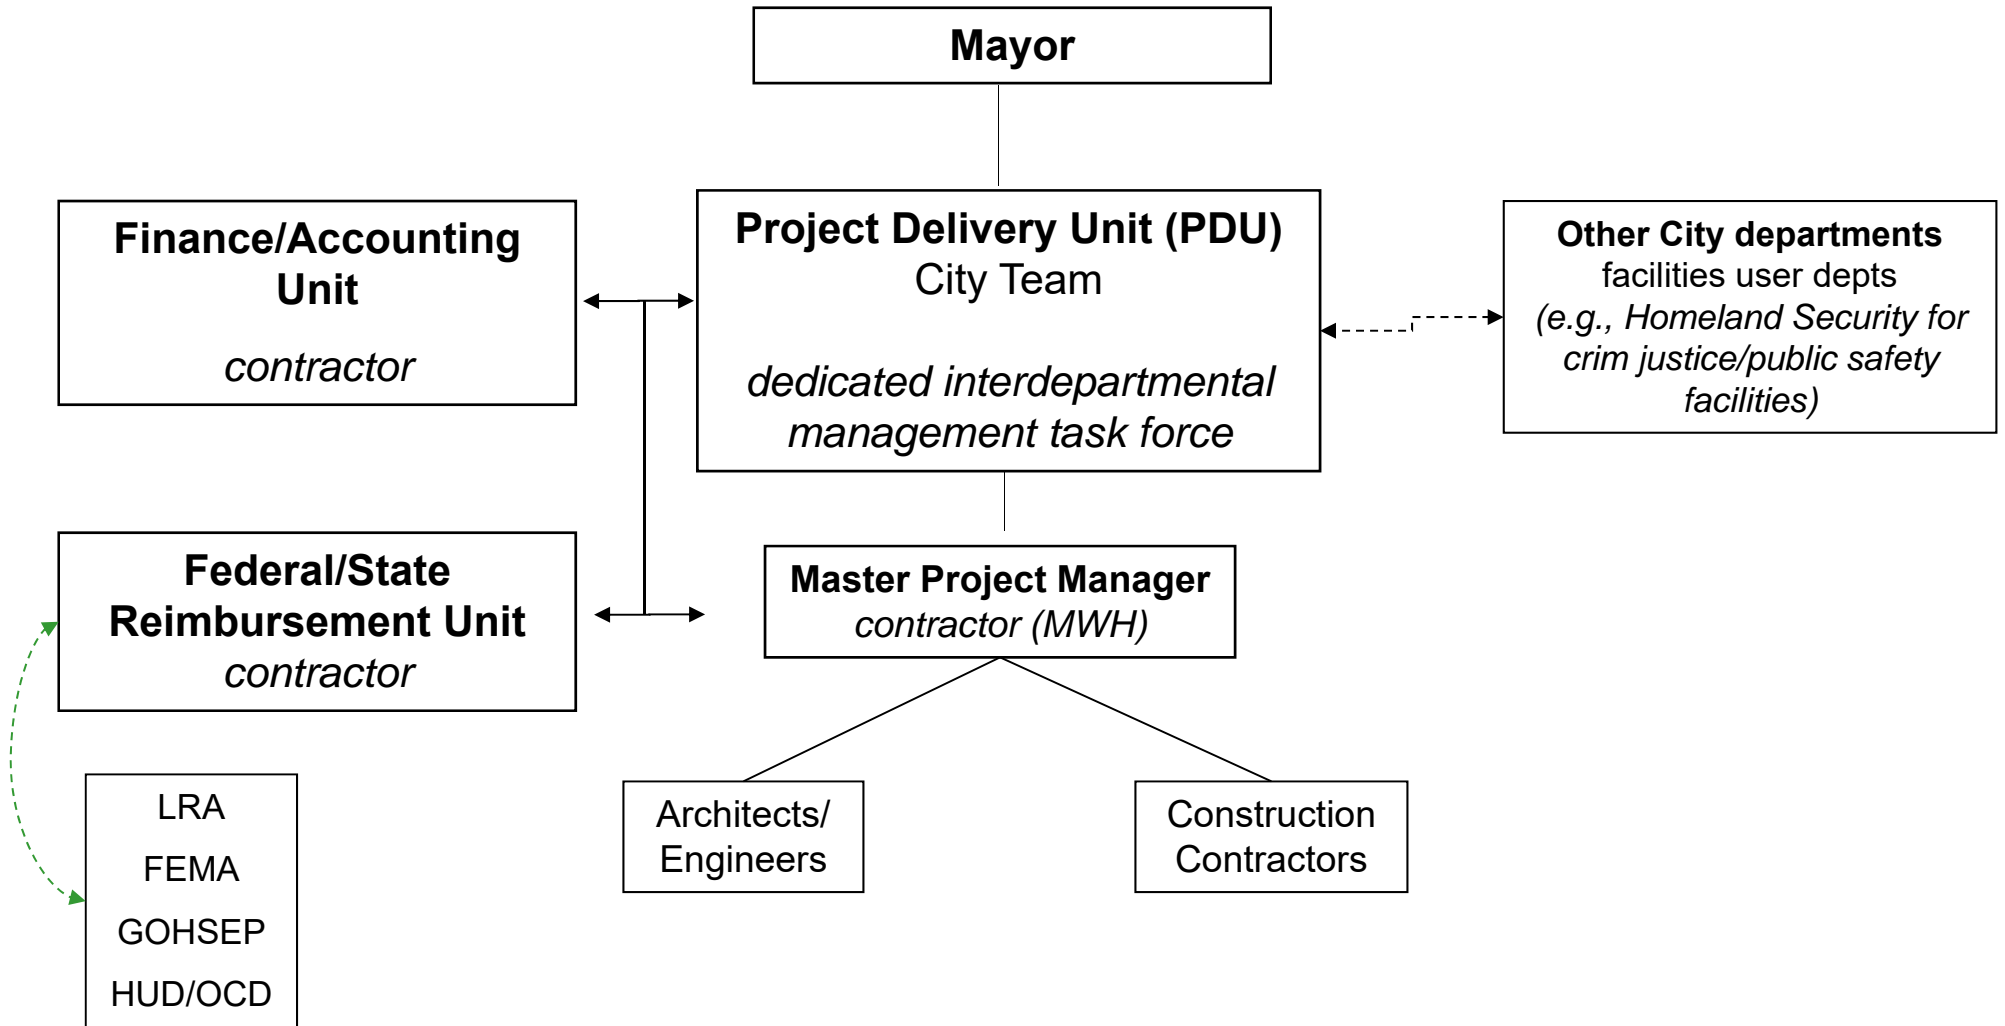 Mayor
Finance/Accounting
Unit
contractor
Project Delivery Unit (PDU)
City Team
dedicated interdepartmental
management task force
Other City departments
facilities user depts
(e.g., Homeland Security for
crim justice/public safety
facilities)
Federal/State
Reimbursement Unit
contractor
Master Project Manager
contractor (MWH)
LRA
FEMA
GOHSEP
HUD/OCD
Architects/
Engineers
Construction
Contractors